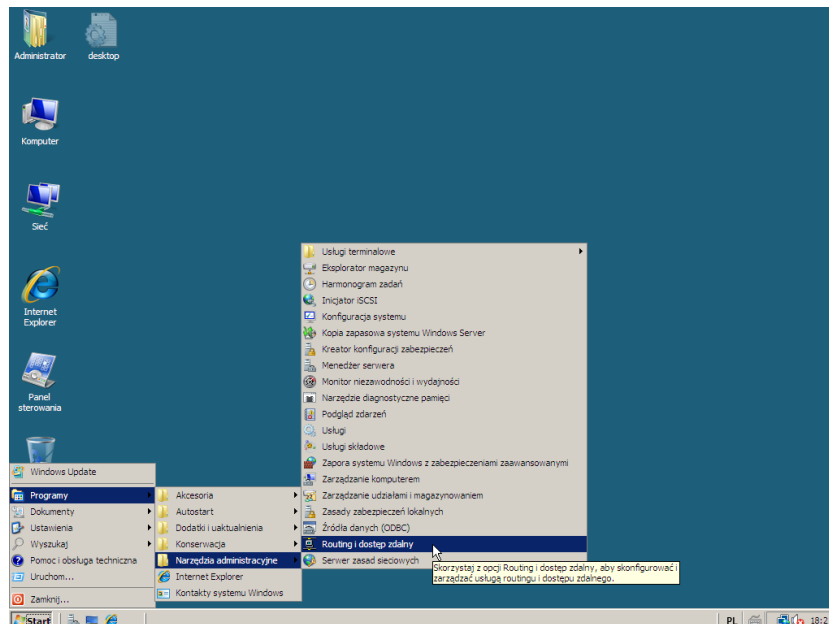 Administrator
desktop
Komputer
Sieć
Internet
Explorer
Panel
sterowania
Usługi terminalowe
Eksplorator magazynu
Harmonogram zadań
Inicjator iSCSI
Konfiguracja systemu
Kopia zapasowa systemu Windows Server
Kreator konfiguracji zabezpieczeń
Menedżer serwera
Monitor niezawodności i wydajności
Narzędzie diagnostyczne pamięci
Podgląd zdarzeń
Usługi
Usługi składowe
Zapora systemu Windows z zabezpieczeniami zaawansowanymi
Zarządzanie komputerem
Zarządzanie udziałami i magazynowaniem
Zasady zabezpieczeń lokalnych
Źródła danych (ODBC)
Routing i dostęp zdalny
Serwer zasad sieciowych
Skorzystaj z opcji Routing i dostęp zdalny, aby skonfigurować i
zarządzać usługą routingu i dostępu zdalnego.
Windows Update
Programy
Dokumenty
Ustawienia
Wyszukaj
Pomoc i obsługa techniczna
Uruchom...
Zamknij...
Akcesoria
Autostart
Dodatki i uaktualnienia
Konserwacja
Narzędzia administracyjne
Internet Explorer
Kontakty systemu Windows
Start
PL
18:2